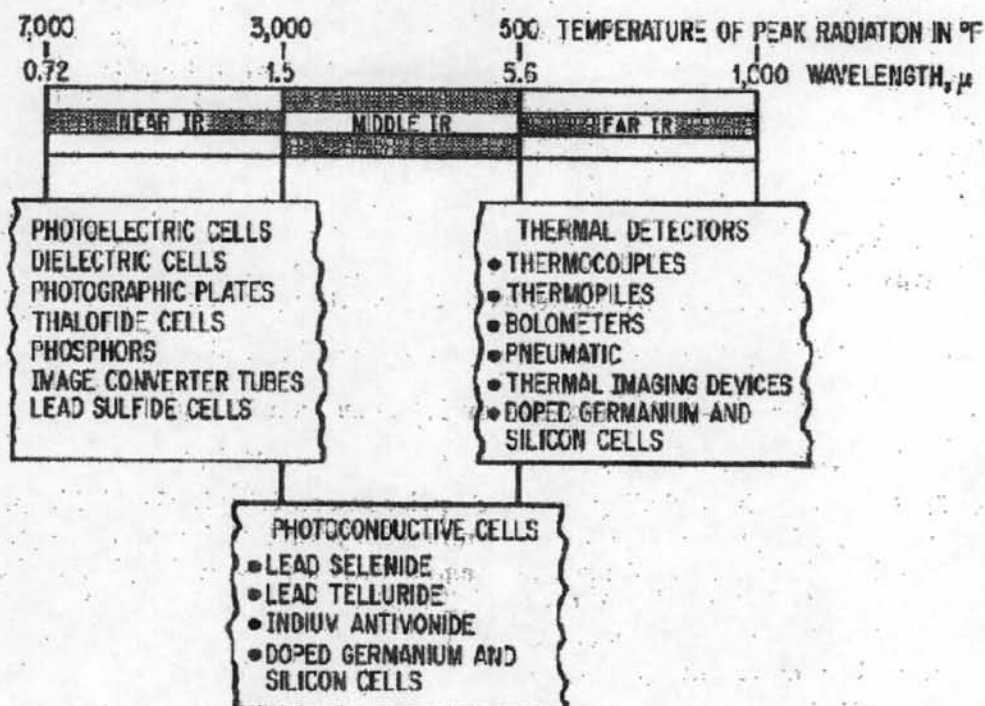 7,000 3,000 500 TEMPERATURE OF PEAK RADIATION IN °F
0.72 1.5 5.6 1,000 WAVELENGTH, μ
NEAR IR MIDDLE IR FAR IR
PHOTOELECTRIC CELLS
DIELECTRIC CELLS
PHOTOGRAPHIC PLATES
THALOFIDE CELLS
PHOSPHORS
IMAGE CONVERTER TUBES
LEAD SULFIDE CELLS
THERMAL DETECTORS
• THERMOCOUPLES
• THERMOPILES
• BOLOMETERS
• PNEUMATIC
• THERMAL IMAGING DEVICES
• DOPED GERMANIUM AND
SILICON CELLS
PHOTOCONDUCTIVE CELLS
• LEAD SELENIDE
• LEAD TELLURIDE
• INDIUM ANTIMONIDE
• DOPED GERMANIUM AND
SILICON CELLS